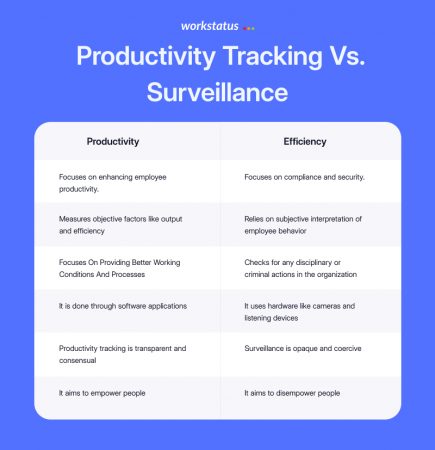 workstatus
Productivity Tracking Vs.
Surveillance
Productivity
Efficiency
Focuses on enhancing employee
productivity.
Focuses on compliance and security.
Measures objective factors like output
and efficiency
Relies on subjective interpretation of
employee behavior
Focuses On Providing Better Working
Conditions And Processes
Checks for any disciplinary or
criminal actions in the organization
It is done through software applications
It uses hardware like cameras and
listening devices
Productivity tracking is transparent and
consensual
Surveillance is opaque and coercive
It aims to empower people
It aims to disempower people